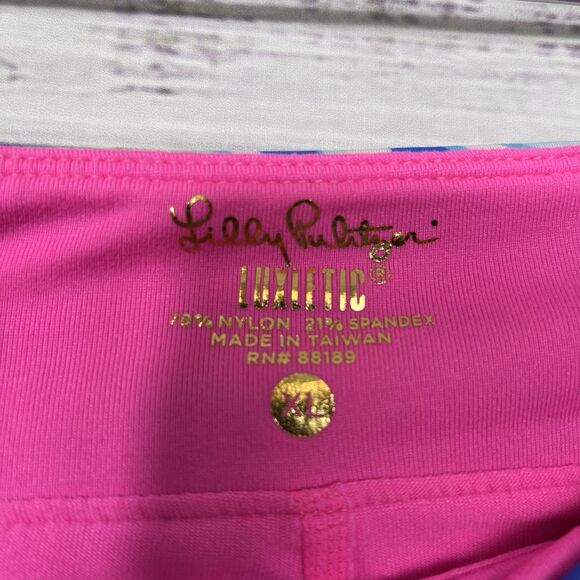 Lilly Pulitzer
LUXLETIC®
79% NYLON 21% SPANDEX
MADE IN TAIWAN
RN# 88189
XL